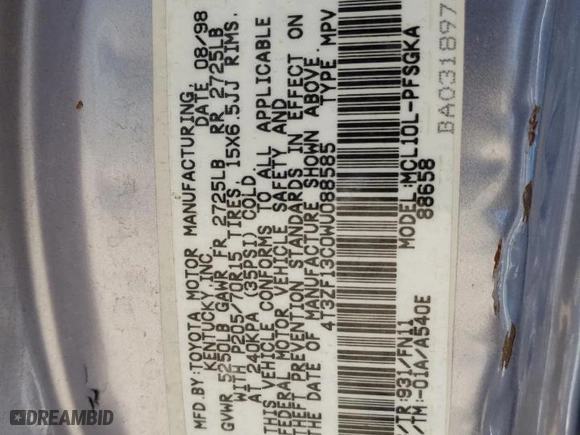 MFD.BY:TOYOTA MOTOR MANUFACTURING,
KENTUCKY,INC. DATE 08/98
GVWR 5250LB GAWR FR 2725LB RR 2725LB
WITH P205/70R15 TIRES, 15X6.5JJ RIMS,
AT 240KPA (35PSI) COLD.
THIS VEHICLE CONFORMS TO ALL APPLICABLE
FEDERAL MOTOR VEHICLE SAFETY AND
THEFT PREVENTION STANDARDS IN EFFECT ON
THE DATE OF MANUFACTURE SHOWN ABOVE.
4T3ZF13C0WU088585 TYPE MPV
MODEL:MCL10L-PFSGKA
88658
C/TR:931/FN11
A/TM:-01A/A540E
BA031897
DREAMBID